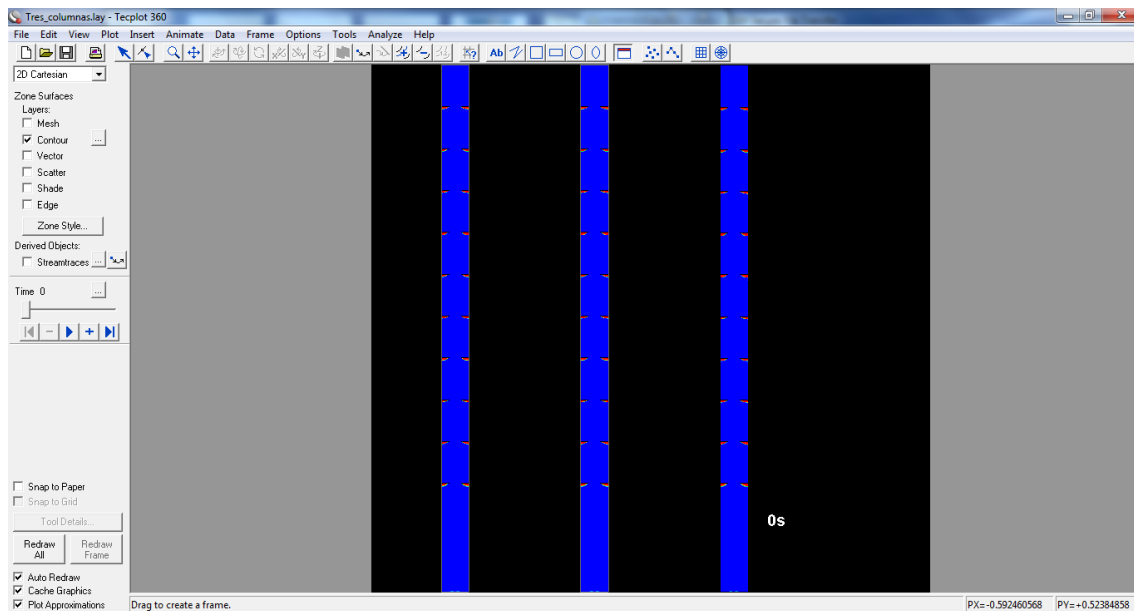 Tres_columnas.lay - Tecplot 360
File Edit View Plot Insert Animate Data Frame Options Tools Analyze Help
Ab
2D Cartesian
Zone Surfaces
Layers:
Mesh
Contour ...
Vector
Scatter
Shade
Edge
Zone Style...
Derived Objects:
Streamtraces ...
Time 0 ...
0s
Snap to Paper
Snap to Grid
Tool Details...
Redraw All
Redraw Frame
Auto Redraw
Cache Graphics
Plot Approximations
Drag to create a frame.
PX=-0.592460568 PY=+0.52384858